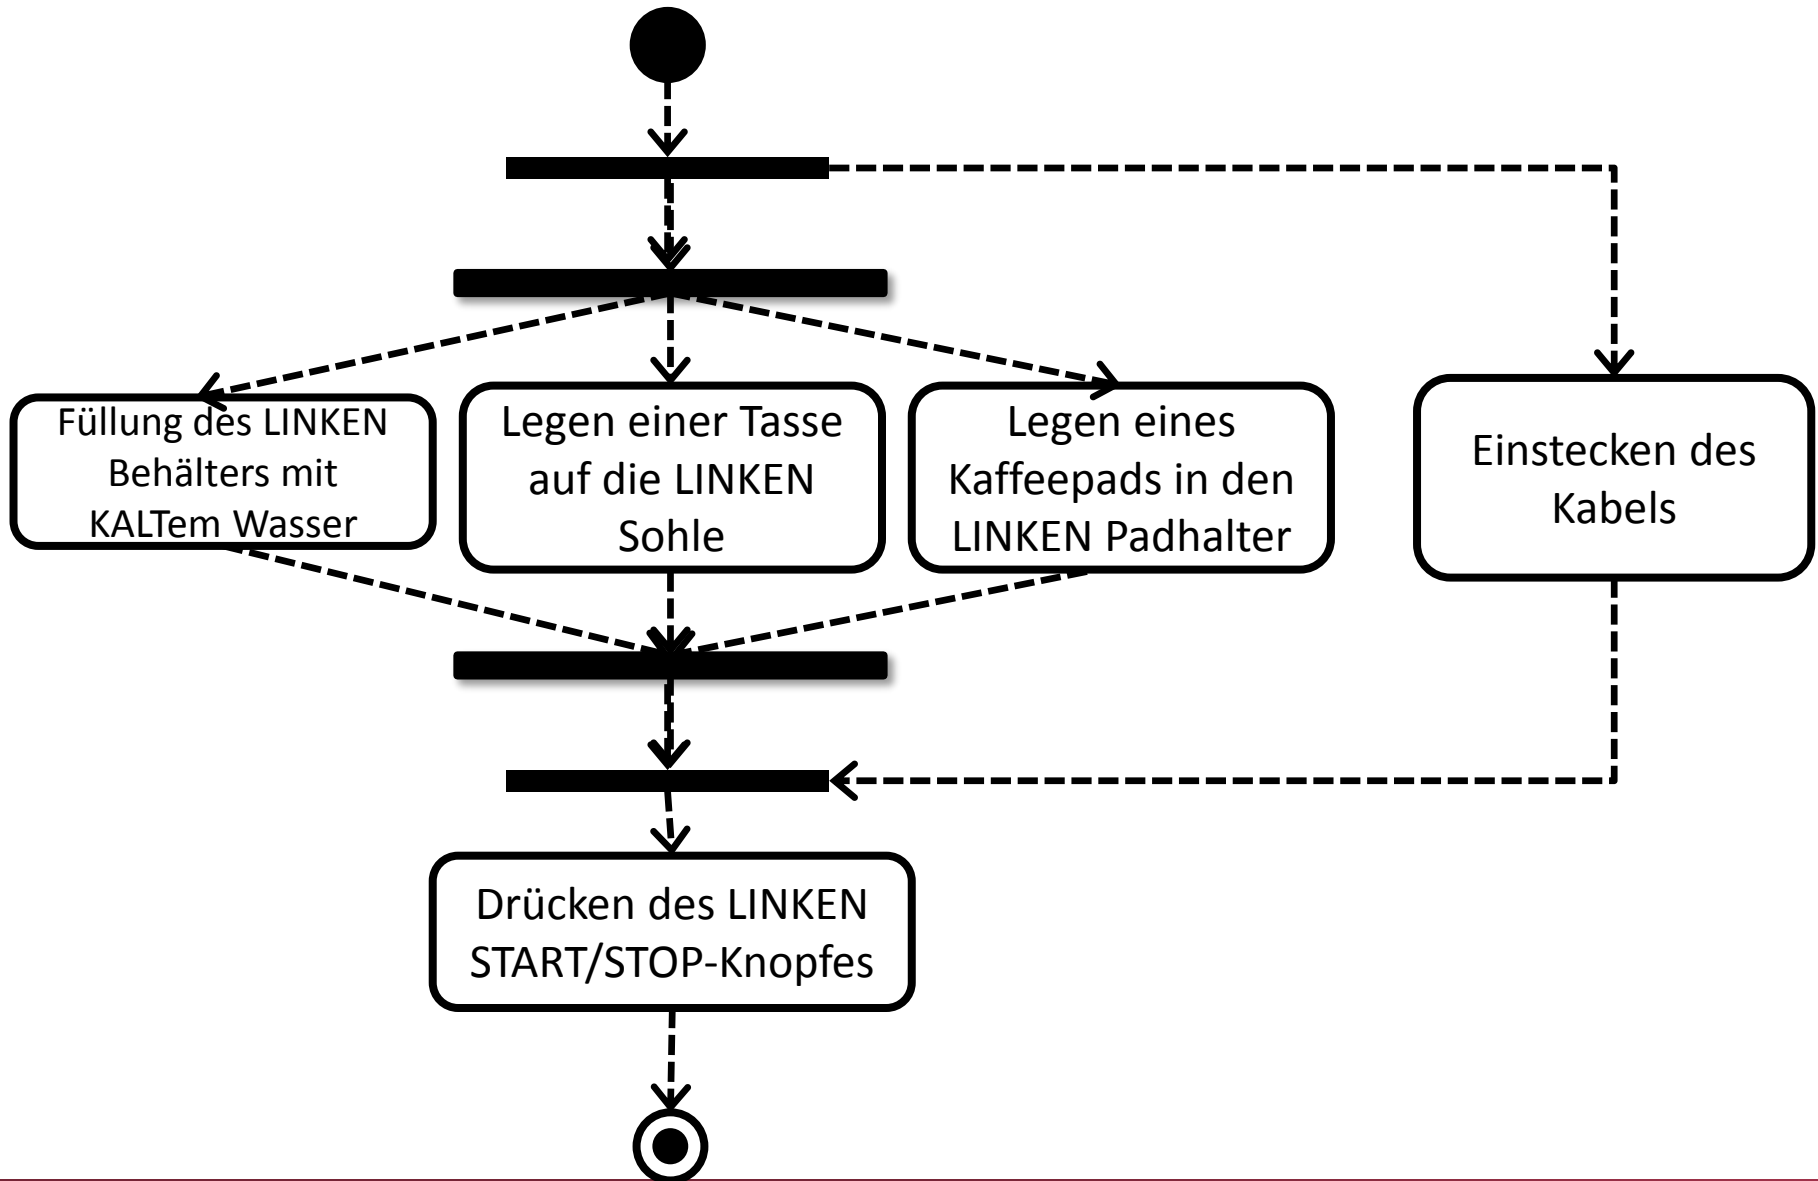 Füllung des LINKEN
Behälters mit
KALTem Wasser
Legen einer Tasse
auf die LINKEN
Sohle
Legen eines
Kaffeepads in den
LINKEN Padhalter
Einstecken des
Kabels
Drücken des LINKEN
START/STOP-Knopfes